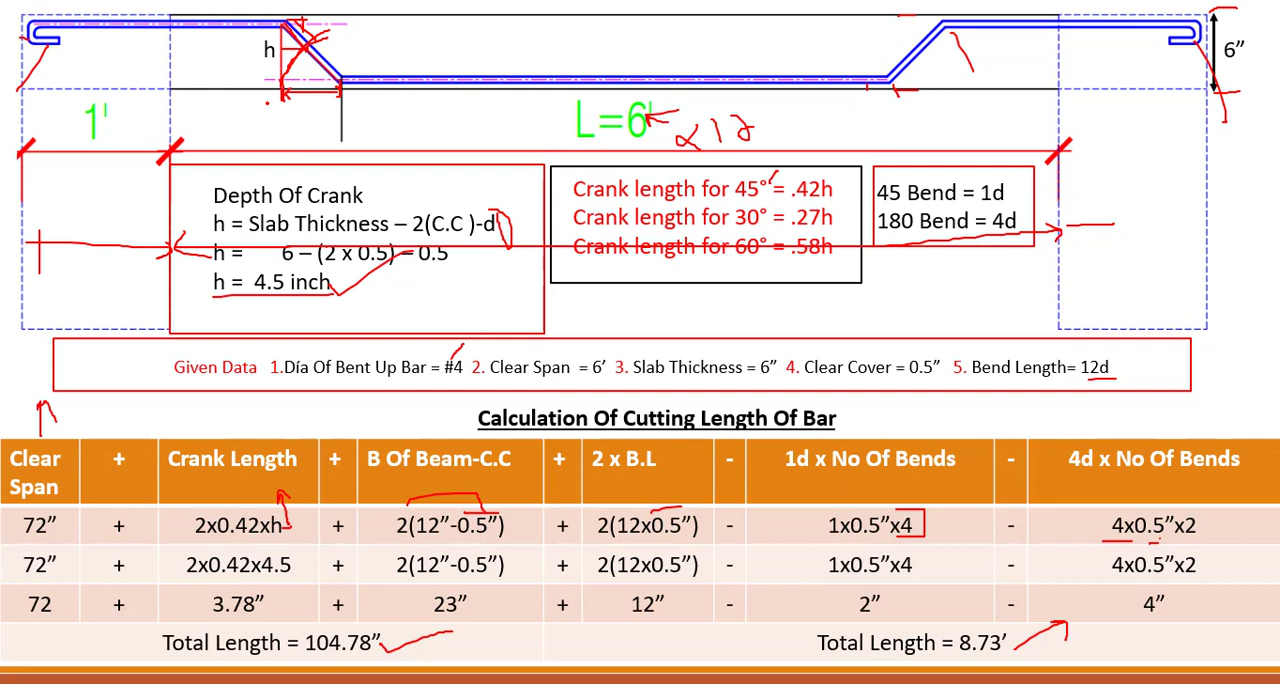 h
6”
1'
L=6'
α12
Depth Of Crank
h = Slab Thickness – 2(C.C )-d
h = 6 – (2 x 0.5) – 0.5
h = 4.5 inch
Crank length for 45° = .42h
Crank length for 30° = .27h
Crank length for 60° = .58h
45 Bend = 1d
180 Bend = 4d
Given Data 1.Día Of Bent Up Bar = #4 2. Clear Span = 6’ 3. Slab Thickness = 6” 4. Clear Cover = 0.5” 5. Bend Length= 12d
Calculation Of Cutting Length Of Bar
Clear Span + Crank Length + B Of Beam-C.C + 2 x B.L - 1d x No Of Bends - 4d x No Of Bends
72” + 2x0.42xh + 2(12”-0.5”) + 2(12x0.5”) - 1x0.5”x4 - 4x0.5”x2
72” + 2x0.42x4.5 + 2(12”-0.5”) + 2(12x0.5”) - 1x0.5”x4 - 4x0.5”x2
72 + 3.78” + 23” + 12” - 2” - 4”
Total Length = 104.78” Total Length = 8.73’